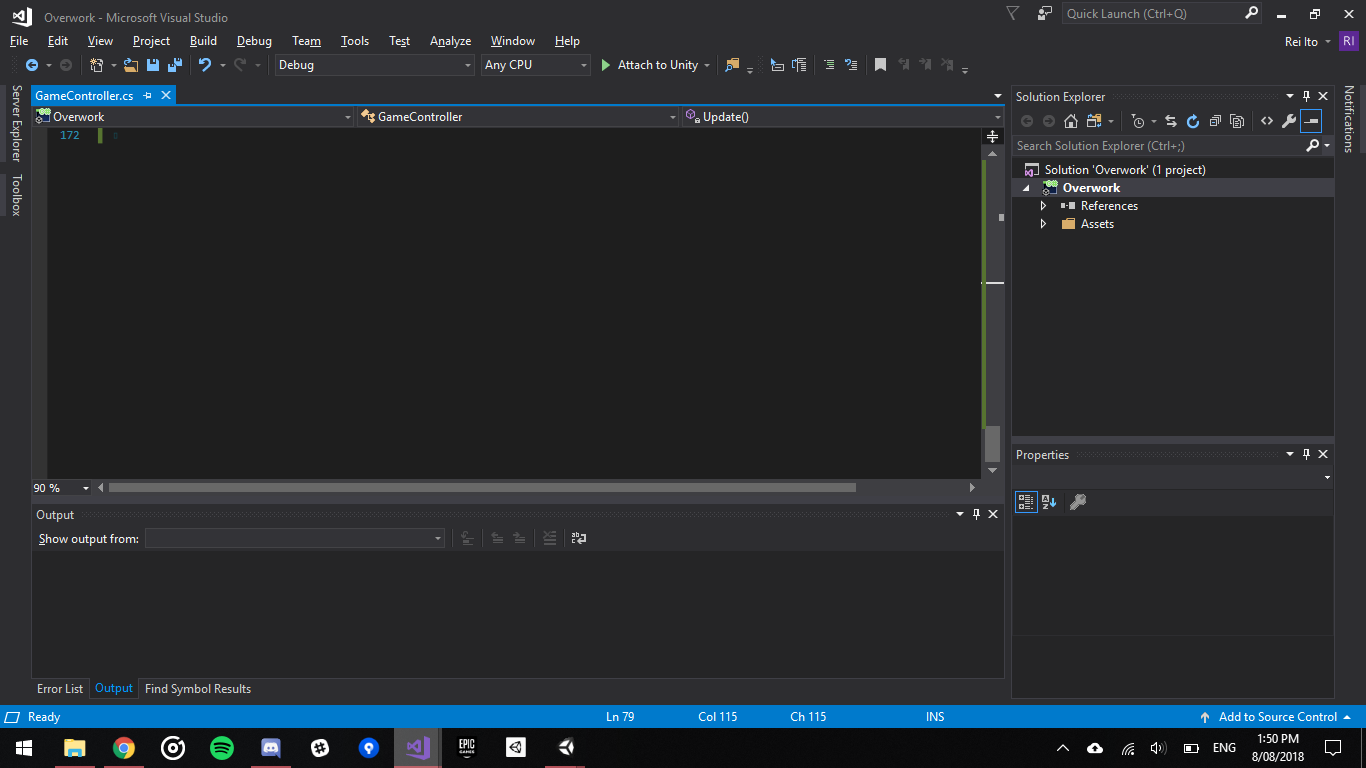 Overwork - Microsoft Visual Studio
Quick Launch (Ctrl+Q)
File Edit View Project Build Debug Team Tools Test Analyze Window Help
Rei Ito RI
Debug Any CPU Attach to Unity
Server Explorer
Toolbox
GameController.cs
Overwork GameController Update()
172
90 %
Output
Show output from:
Error List Output Find Symbol Results
Solution Explorer
Search Solution Explorer (Ctrl+;)
Solution 'Overwork' (1 project)
Overwork
References
Assets
Properties
Notifications
Ready Ln 79 Col 115 Ch 115 INS Add to Source Control
EPIC
GAMES
ENG
1:50 PM
8/08/2018